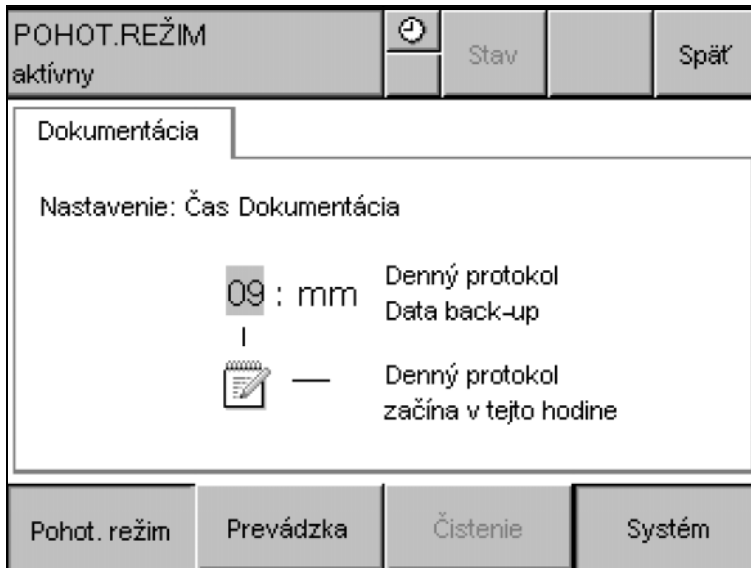 POHOT.REŽIM
aktívny
Stav
Späť
Dokumentácia
Nastavenie: Čas Dokumentácia
09 : mm
Denný protokol
Data back-up
Denný protokol
začína v tejto hodine
Pohot. režim
Prevádzka
Čistenie
Systém